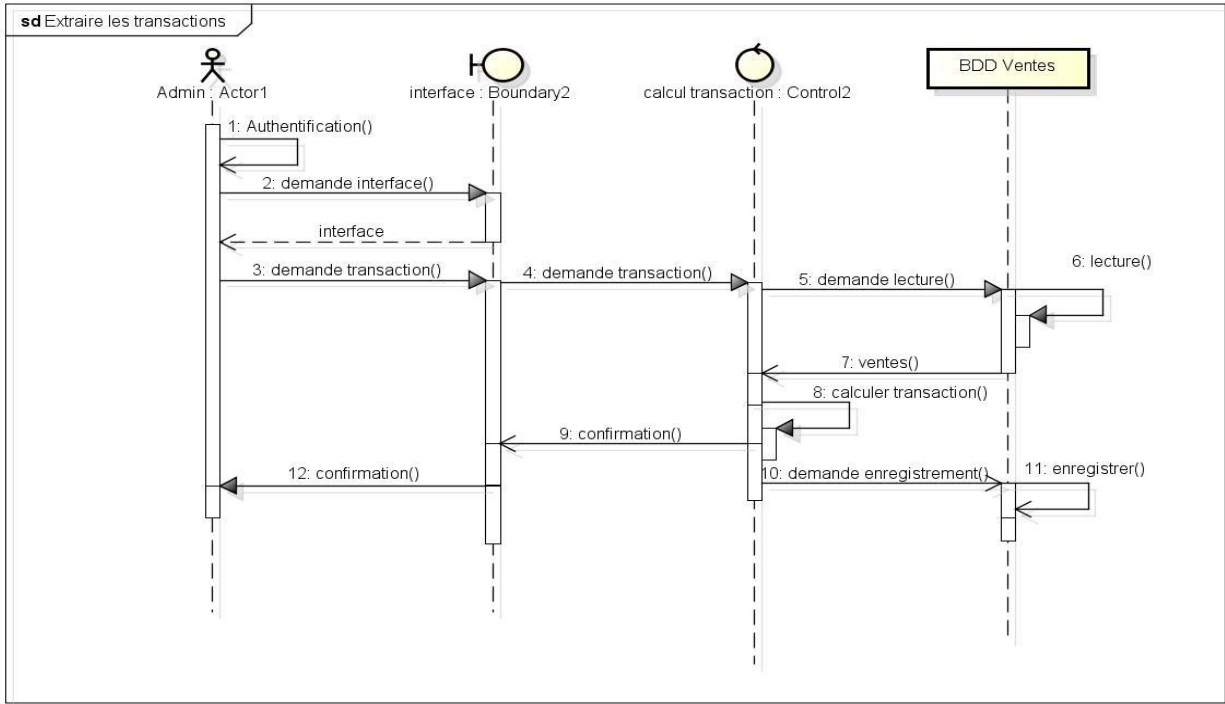 sd Extraire les transactions
Admin : Actor1
interface : Boundary2
calcul transaction : Control2
BDD Ventes
1: Authentification()
2: demande interface()
interface
3: demande transaction()
4: demande transaction()
5: demande lecture()
6: lecture()
7: ventes()
8: calculer transaction()
9: confirmation()
12: confirmation()
10: demande enregistrement()
11: enregistrer()